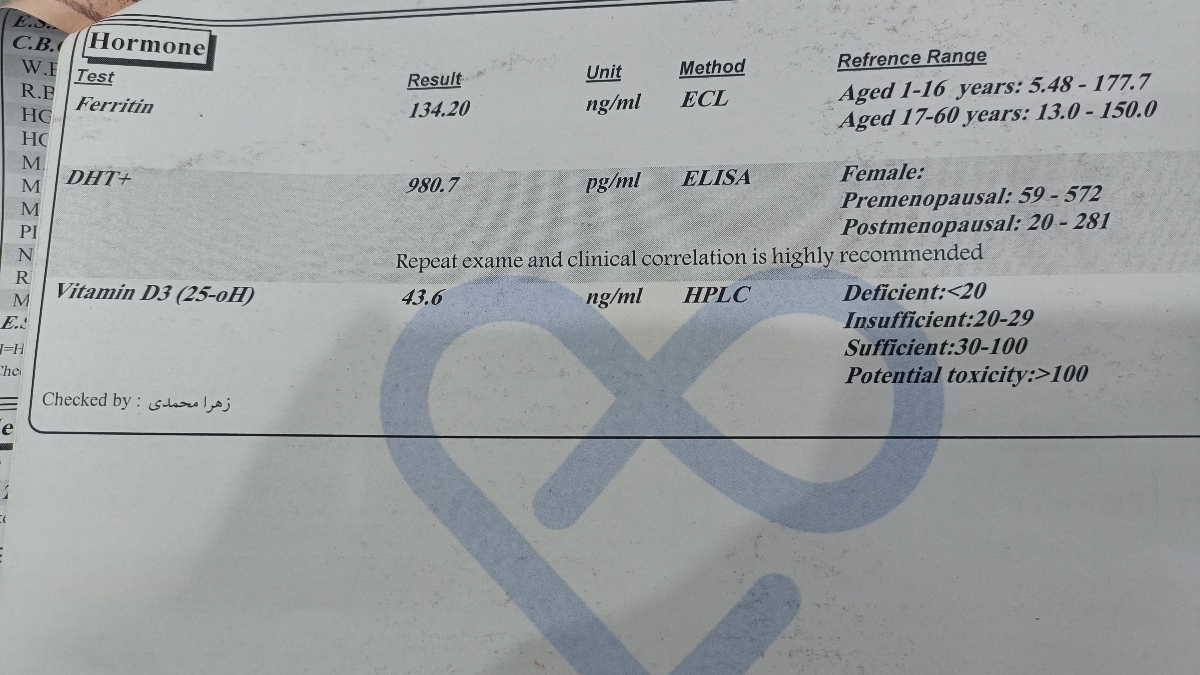 Hormone
Test Result Unit Method Refrence Range
Ferritin 134.20 ng/ml ECL Aged 1-16 years: 5.48 - 177.7
Aged 17-60 years: 13.0 - 150.0
DHT+ 980.7 pg/ml ELISA Female:
Premenopausal: 59 - 572
Postmenopausal: 20 - 281
Repeat exame and clinical correlation is highly recommended
Vitamin D3 (25-oH) 43.6 ng/ml HPLC Deficient:<20
Insufficient:20-29
Sufficient:30-100
Potential toxicity:>100
Checked by : زهرا محمدی